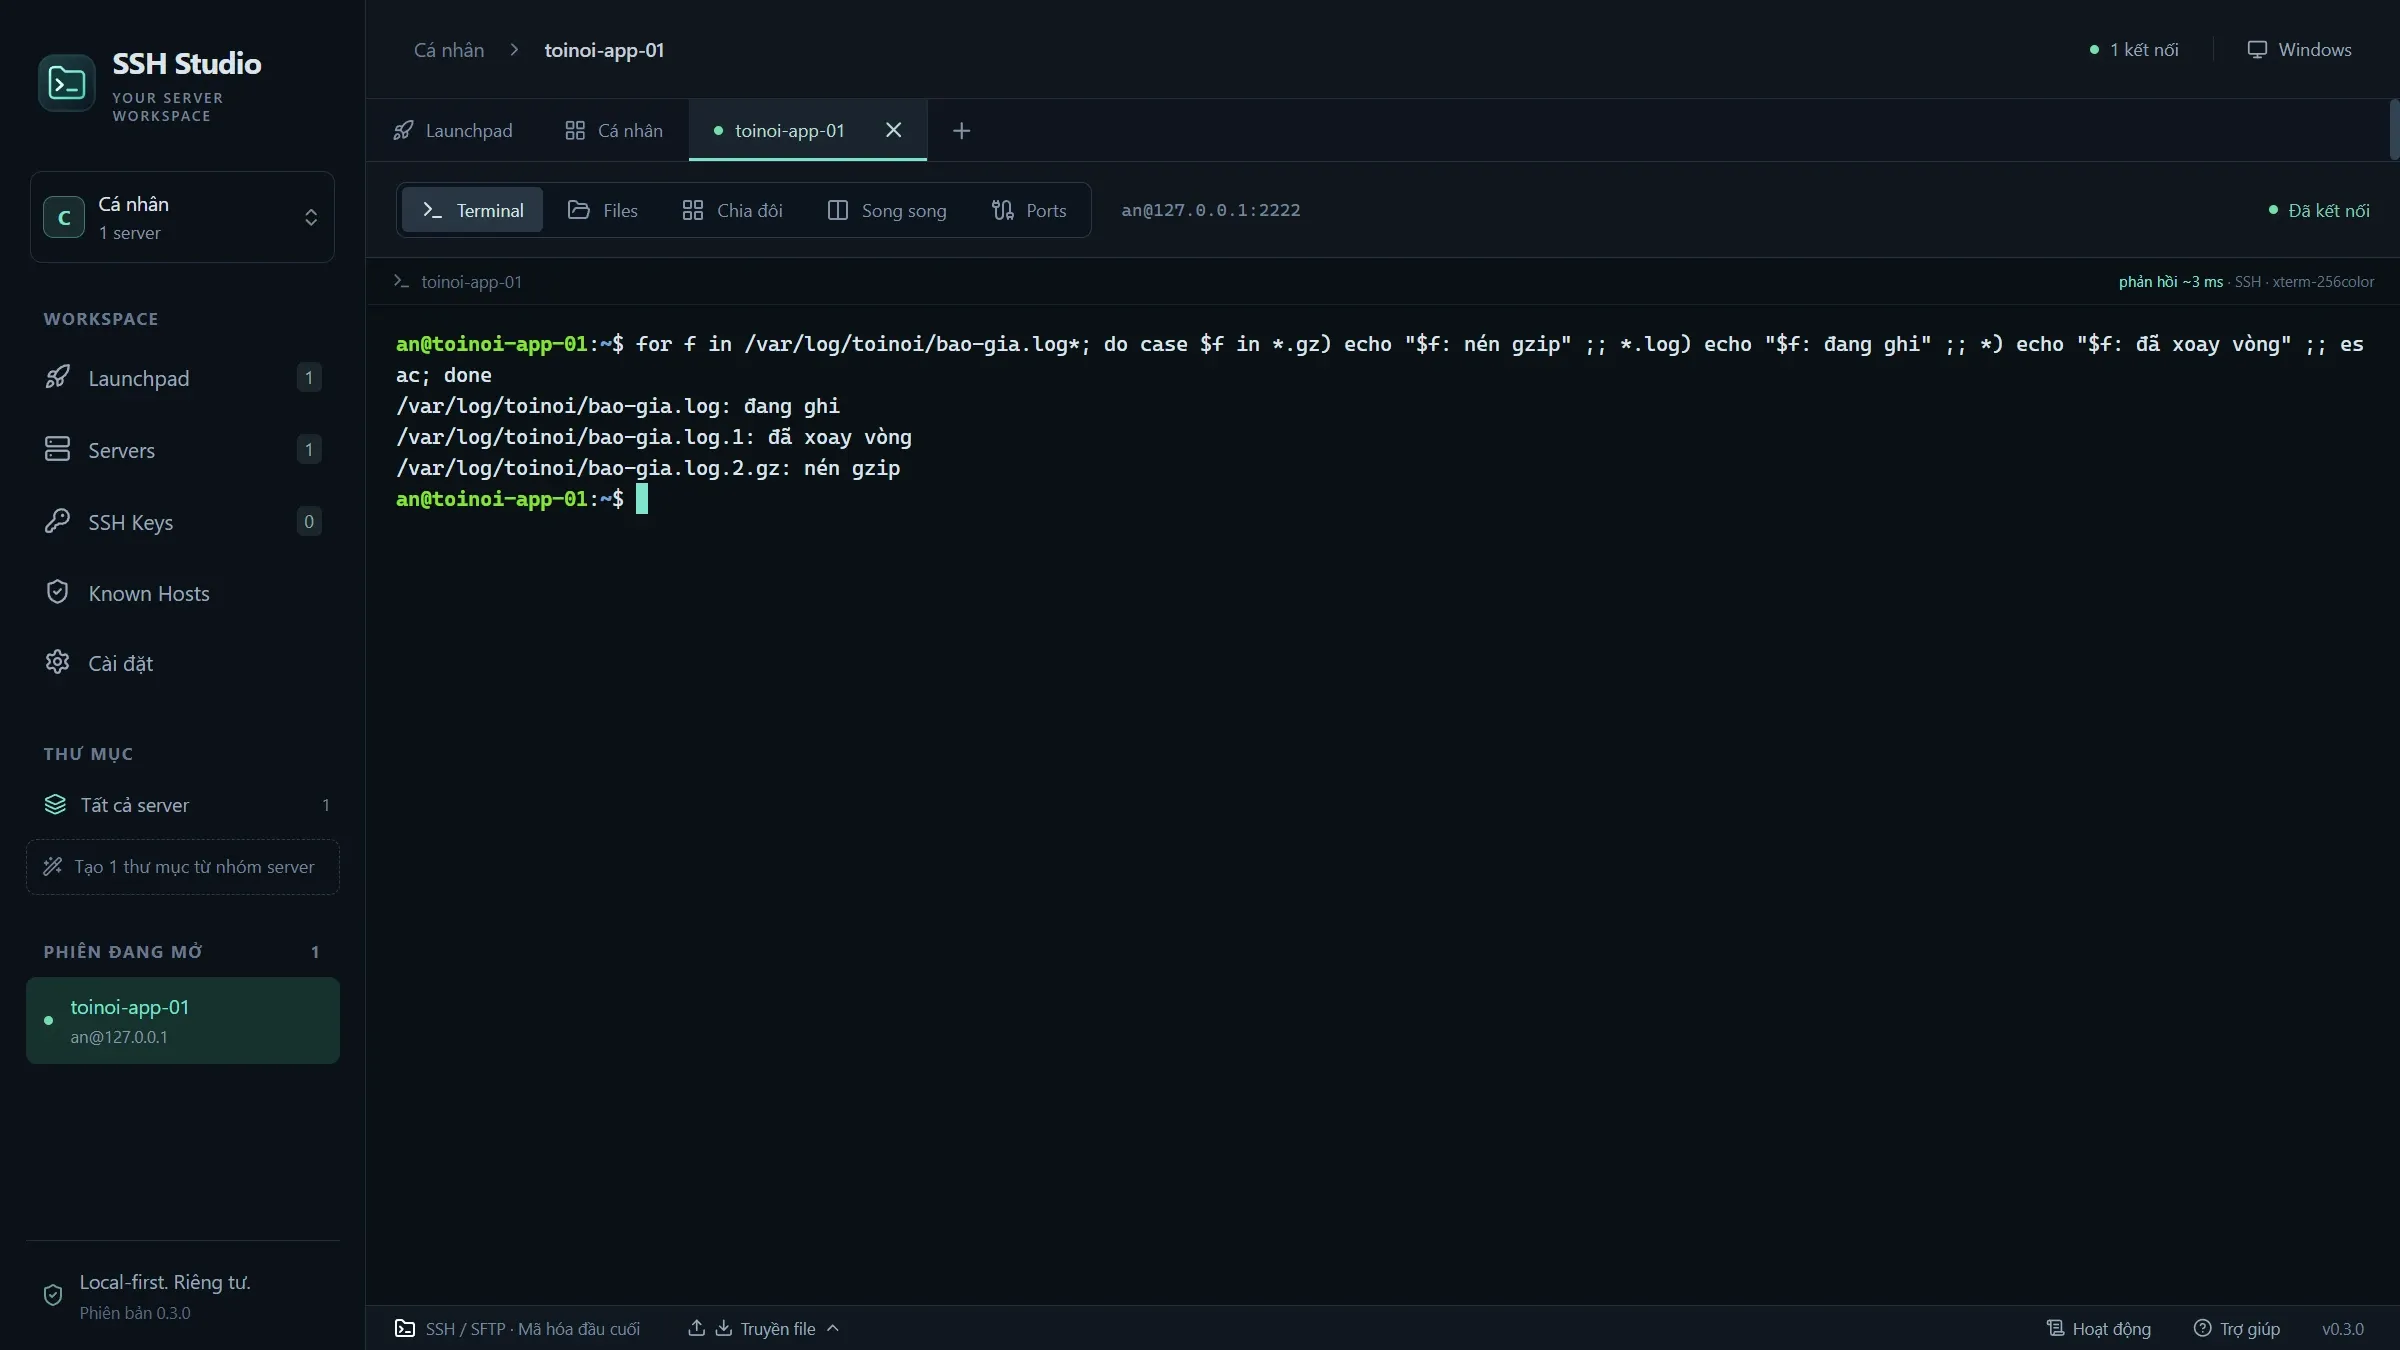 SSH Studio
YOUR SERVER
WORKSPACE
C
Cá nhân
1 server
WORKSPACE
Launchpad 1
Servers 1
SSH Keys 0
Known Hosts
Cài đặt
THƯ MỤC
Tất cả server 1
Tạo 1 thư mục từ nhóm server
PHIÊN ĐANG MỞ 1
toinoi-app-01
an@127.0.0.1
Local-first. Riêng tư.
Phiên bản 0.3.0
Cá nhân > toinoi-app-01
1 kết nối
Windows
Launchpad
Cá nhân
toinoi-app-01
Terminal
Files
Chia đôi
Song song
Ports
an@127.0.0.1:2222
Đã kết nối
toinoi-app-01
phản hồi ~3 ms · SSH · xterm-256color
an@toinoi-app-01:~$ for f in /var/log/toinoi/bao-gia.log*; do case $f in *.gz) echo "$f: nén gzip" ;; *.log) echo "$f: đang ghi" ;; *) echo "$f: đã xoay vòng" ;; es
ac; done
/var/log/toinoi/bao-gia.log: đang ghi
/var/log/toinoi/bao-gia.log.1: đã xoay vòng
/var/log/toinoi/bao-gia.log.2.gz: nén gzip
an@toinoi-app-01:~$
SSH / SFTP · Mã hóa đầu cuối
Truyền file
Hoạt động
Trợ giúp
v0.3.0